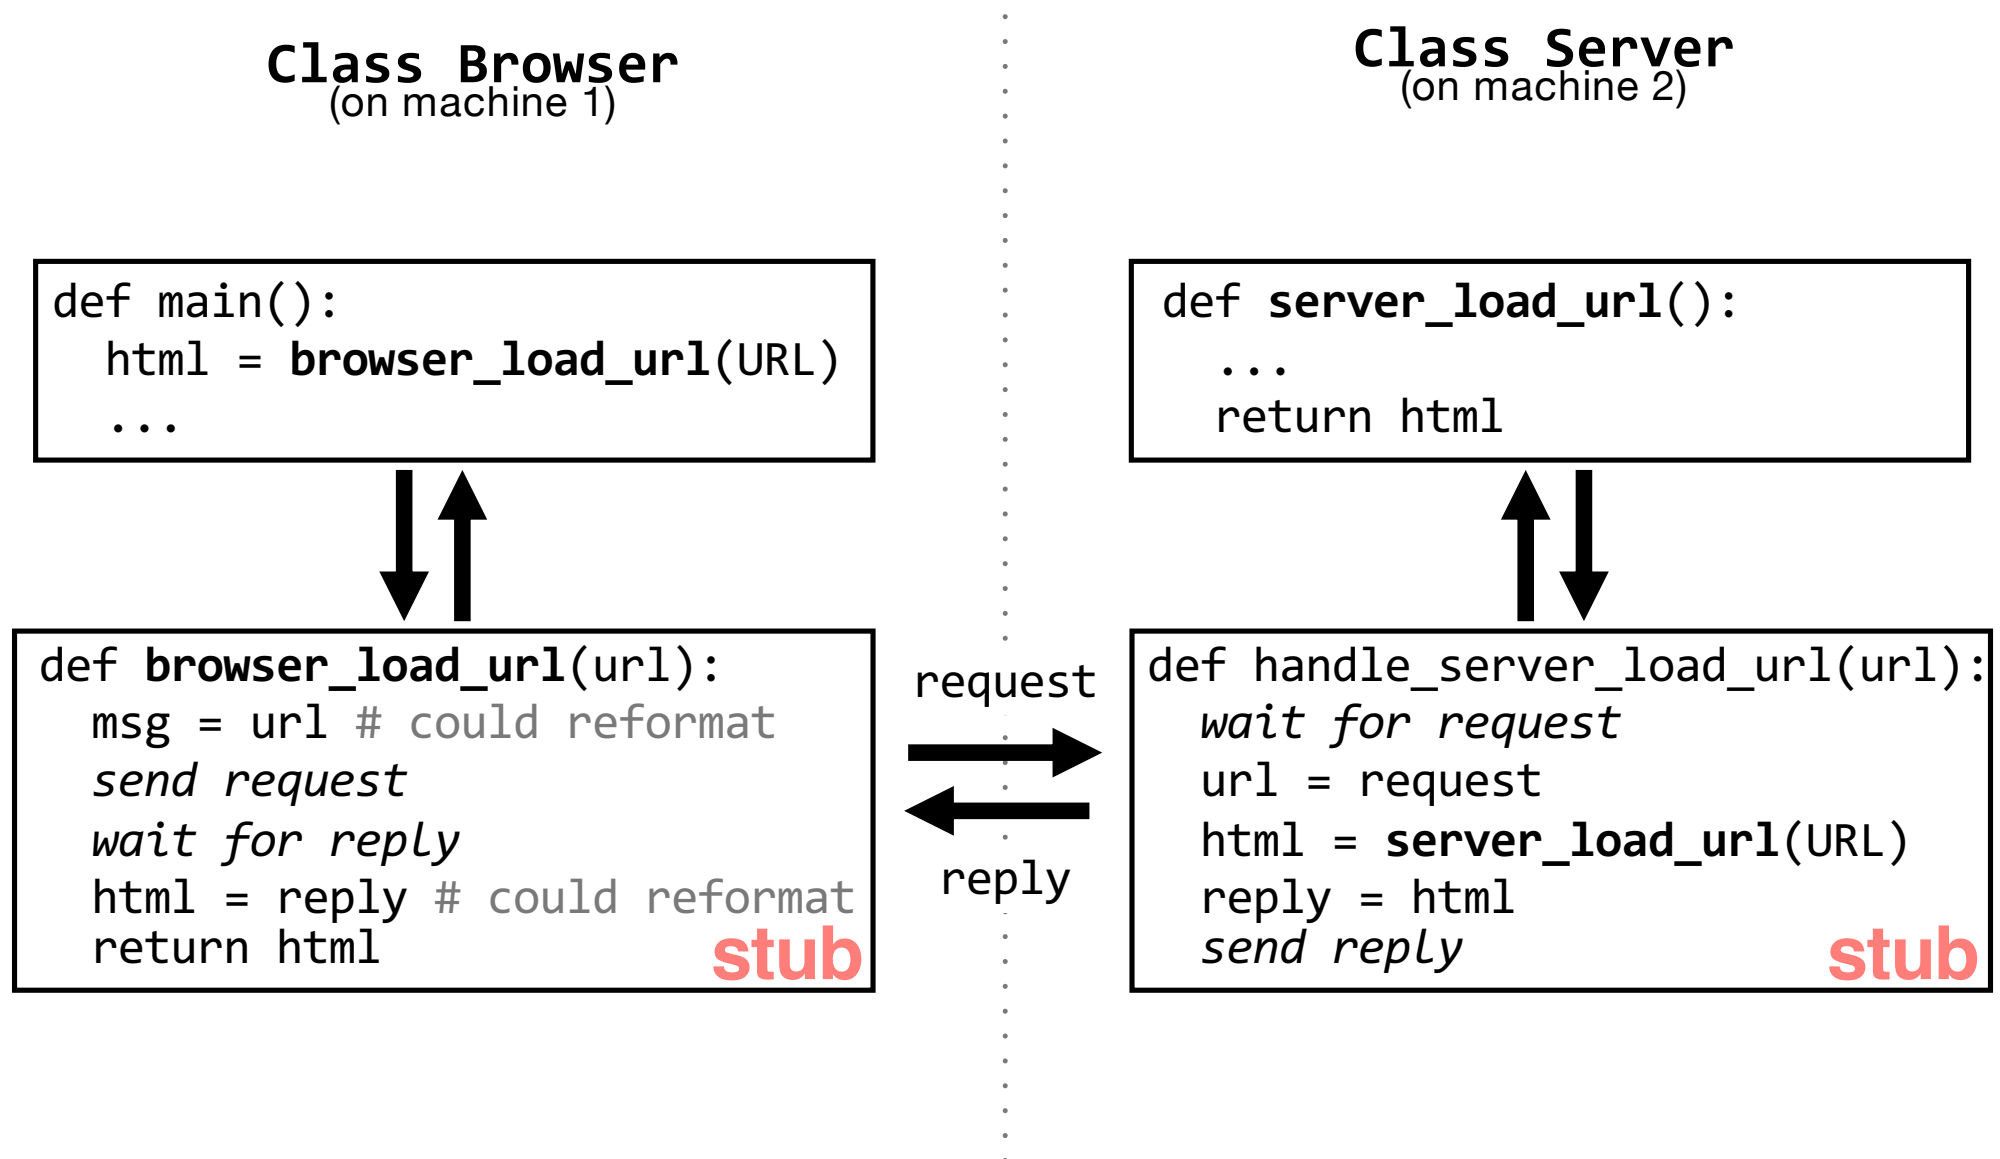 Class Browser
(on machine 1)
def main():
  html = browser_load_url(URL)
  ...
def browser_load_url(url):
  msg = url # could reformat
  send request
  wait for reply
  html = reply # could reformat
  return html
stub
request
reply
Class Server
(on machine 2)
def server_load_url():
  ...
  return html
def handle_server_load_url(url):
  wait for request
  url = request
  html = server_load_url(URL)
  reply = html
  send reply
stub